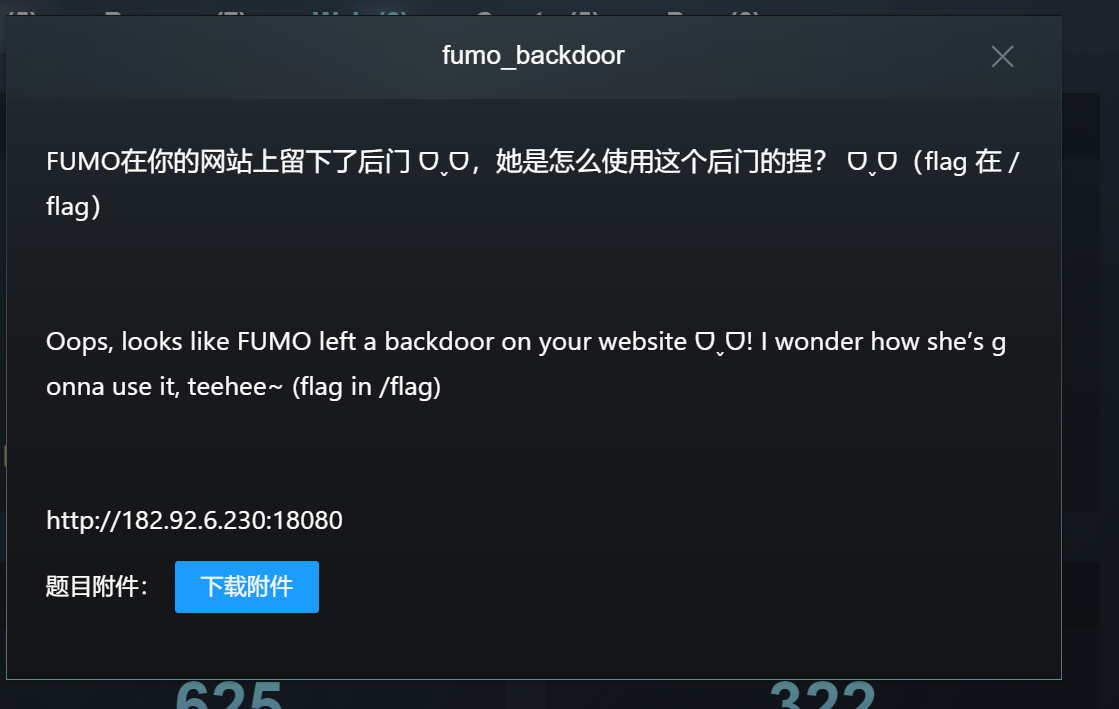 fumo_backdoor
FUMO在你的网站上留下了后门 ᗜˬᗜ，她是怎么使用这个后门的捏？ ᗜˬᗜ（flag 在 /
flag）
Oops, looks like FUMO left a backdoor on your website ᗜˬᗜ! I wonder how she’s g
onna use it, teehee~ (flag in /flag)
http://182.92.6.230:18080
题目附件： 下载附件
625 322